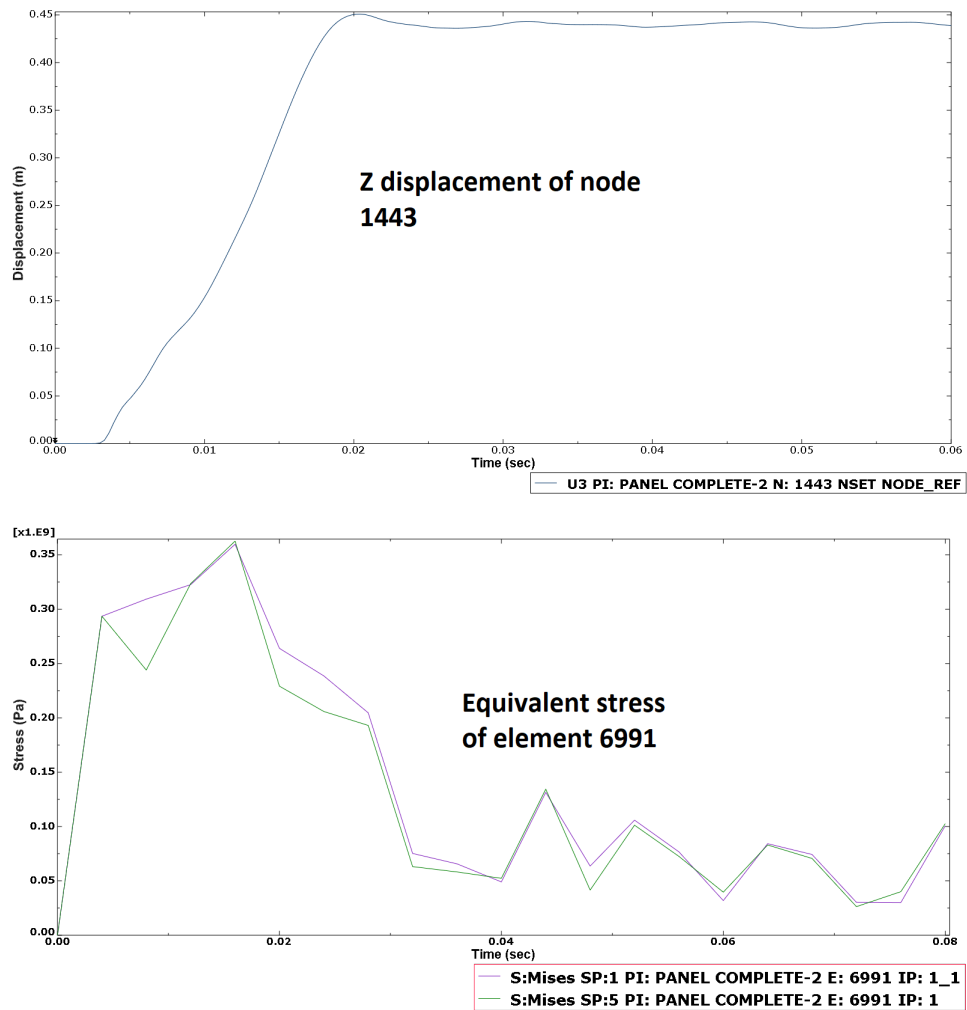 0.45
0.40
0.35
0.30
0.25
0.20
0.15
0.10
0.05
0.00
Displacement (m)
Z displacement of node
1443
0.00 0.01 0.02 0.03 0.04 0.05 0.06
Time (sec)
U3 PI: PANEL COMPLETE-2 N: 1443 NSET NODE_REF
[x1.E9]
0.35
0.30
0.25
0.20
0.15
0.10
0.05
0.00
Stress (Pa)
Equivalent stress
of element 6991
0.00 0.02 0.04 0.06 0.08
Time (sec)
S:Mises SP:1 PI: PANEL COMPLETE-2 E: 6991 IP: 1_1
S:Mises SP:5 PI: PANEL COMPLETE-2 E: 6991 IP: 1